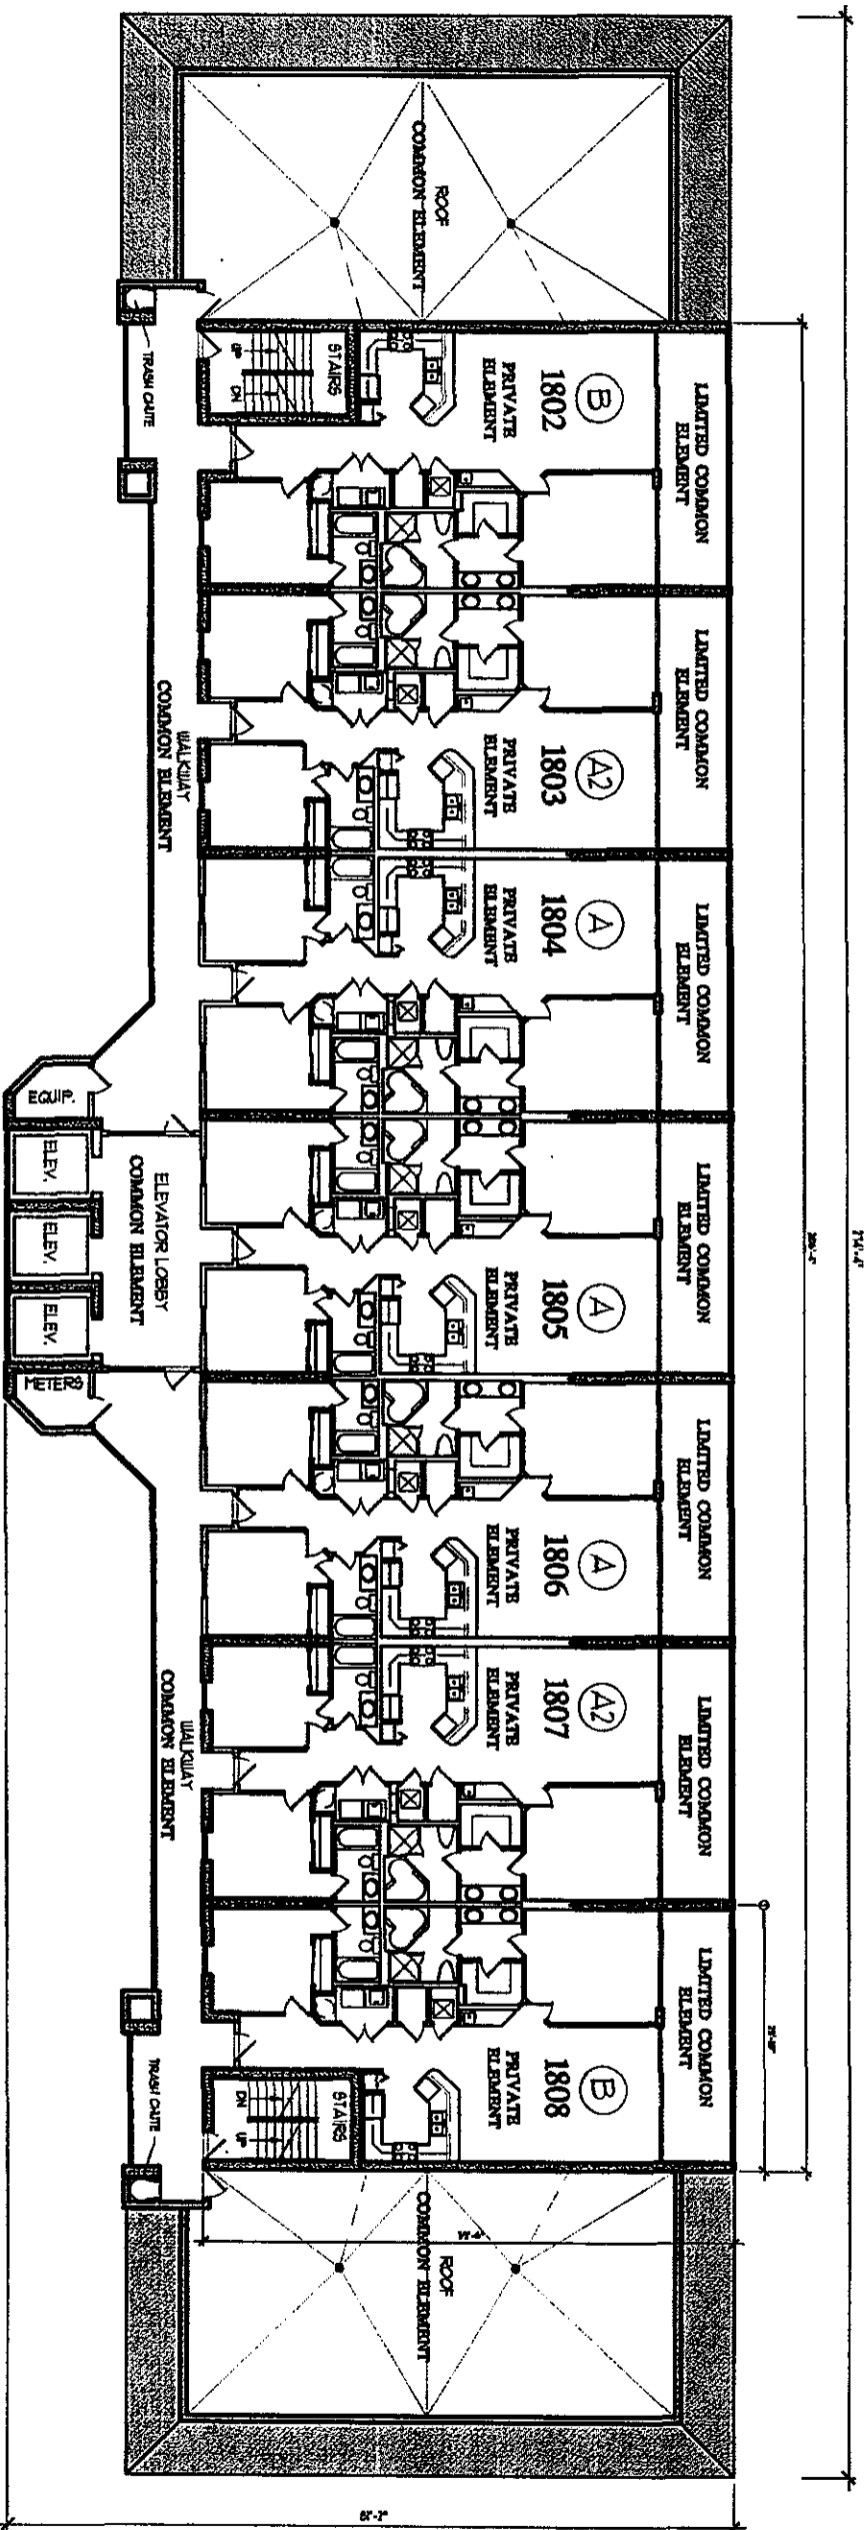 ROOF
COMMON ELEMENT
TRASH CHUTE
STAIRS
UP
DN
B
1802
PRIVATE
ELEMENT
LIMITED COMMON
ELEMENT
A2
1803
PRIVATE
ELEMENT
LIMITED COMMON
ELEMENT
WALKWAY
COMMON ELEMENT
A
1804
PRIVATE
ELEMENT
LIMITED COMMON
ELEMENT
EQUIP.
ELEV.
ELEV.
ELEV.
METERS
ELEVATOR LOBBY
COMMON ELEMENT
A
1805
PRIVATE
ELEMENT
LIMITED COMMON
ELEMENT
A
1806
PRIVATE
ELEMENT
LIMITED COMMON
ELEMENT
WALKWAY
COMMON ELEMENT
A2
1807
PRIVATE
ELEMENT
LIMITED COMMON
ELEMENT
B
1808
PRIVATE
ELEMENT
LIMITED COMMON
ELEMENT
STAIRS
DN
UP
TRASH CHUTE
ROOF
COMMON ELEMENT